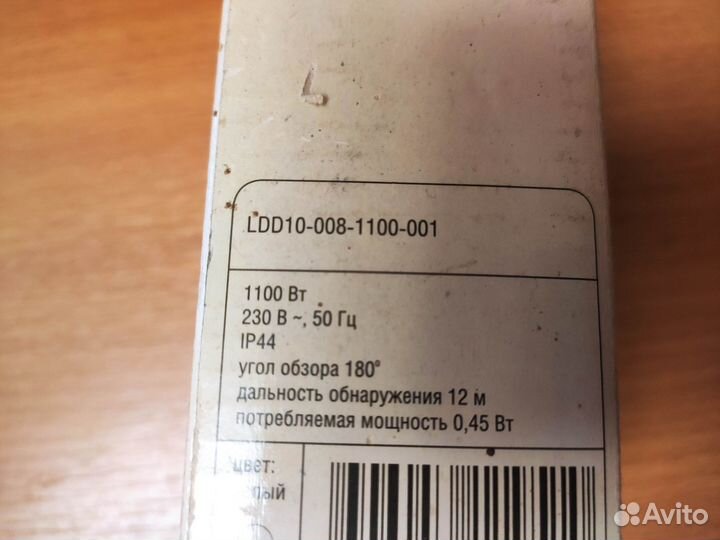 LDD10-008-1100-001
1100 Вт
230 В ~, 50 Гц
IP44
угол обзора 180°
дальность обнаружения 12 м
потребляемая мощность 0,45 Вт
цвет:
Avito